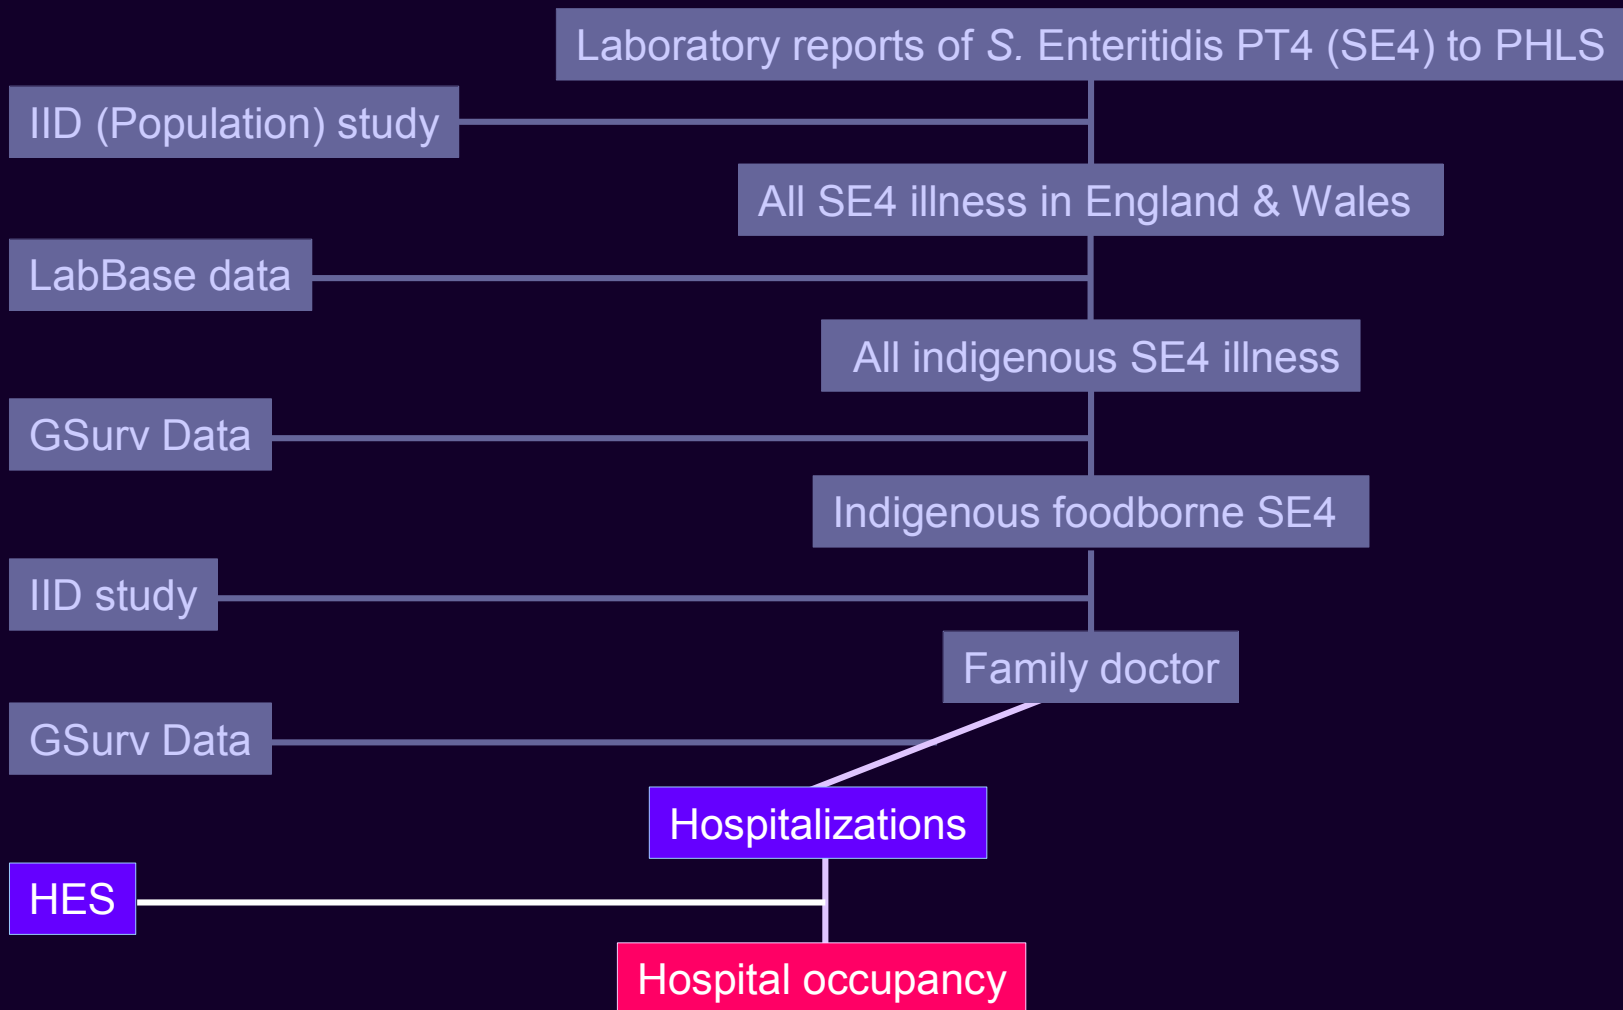 Laboratory reports of S. Enteritidis PT4 (SE4) to PHLS
IID (Population) study
All SE4 illness in England & Wales
LabBase data
All indigenous SE4 illness
GSurv Data
Indigenous foodborne SE4
IID study
Family doctor
GSurv Data
Hospitalizations
HES
Hospital occupancy